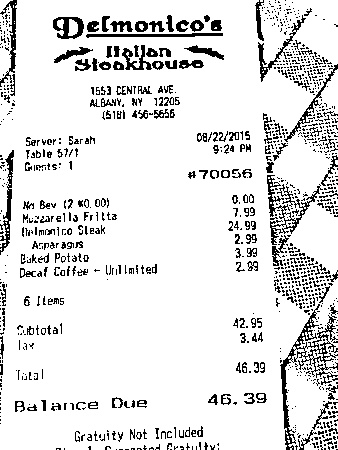 Delmonico's
Italian
Steakhouse
1553 CENTRAL AVE.
ALBANY, NY 12205
(518) 456-5656
Server: Sarah 08/22/2015
Table 57/1 9:24 PM
Guests: 1
#70056
No Bev (2 @0.00) 0.00
Mozzarella Fritta 7.99
Delmonico Steak 24.99
Asparagus 2.99
Baked Potato 3.99
Decaf Coffee - Unlimited 2.99
6 Items
Subtotal 42.95
Tax 3.44
Total 46.39
Balance Due 46.39
Gratuity Not Included
Suggested Gratuity: